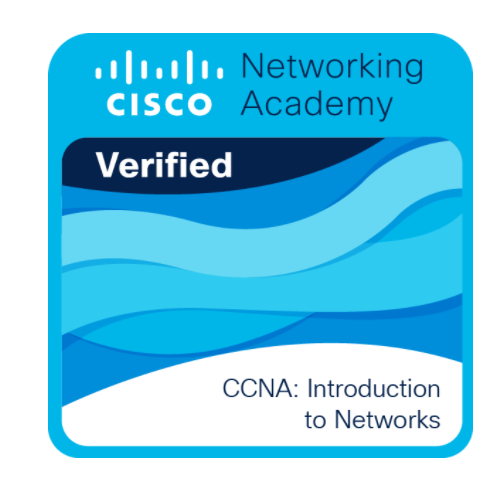 Networking
CISCO Academy
Verified
CCNA: Introduction
to Networks